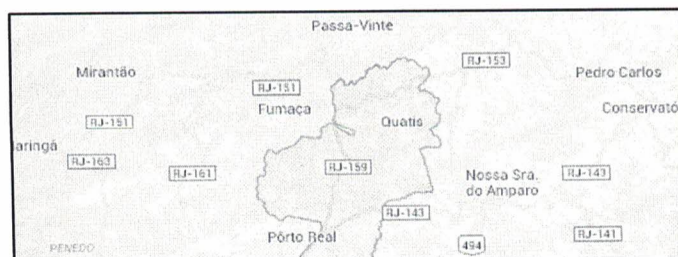 Passa-Vinte
RJ-153
Mirantão
Pedro Carlos
RJ-151
Fumaça
Conservató
RJ-151
Quatis
aringá
RJ-163
RJ-161
RJ-159
Nossa Sra.
do Amparo
RJ-143
RJ-143
Pôrto Real
RJ-141
PENEDO
494